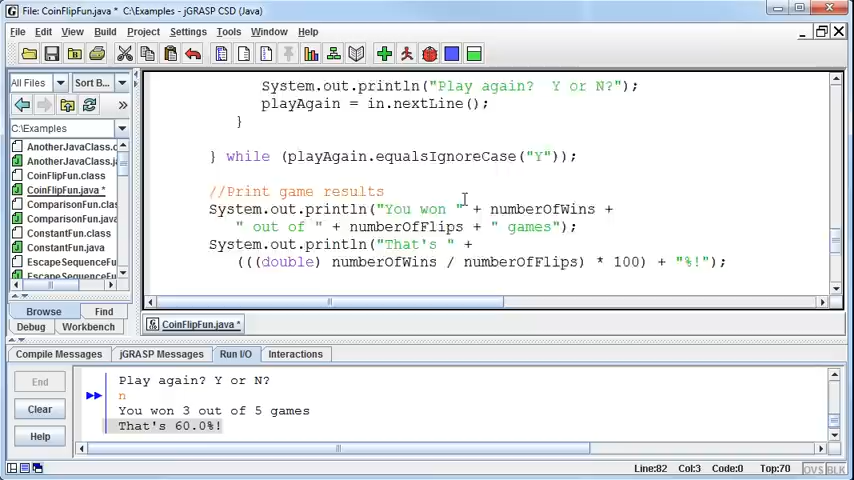 File: CoinFlipFun.java * C:\Examples - jGRASP CSD (Java)
File Edit View Build Project Settings Tools Window Help
All Files Sort B...
C:\Examples
AnotherJavaClass.c
AnotherJavaClass.j
CoinFlipFun.class
CoinFlipFun.java *
ComparisonFun.clas
ComparisonFun.java
ConstantFun.class
ConstantFun.java
EscapeSequenceFu
Browse Find
Debug Workbench
System.out.println("Play again?  Y or N?");
playAgain = in.nextLine();
}
} while (playAgain.equalsIgnoreCase("Y"));
//Print game results
System.out.println("You won " + numberOfWins +
" out of " + numberOfFlips + " games");
System.out.println("That's " +
(((double) numberOfWins / numberOfFlips) * 100) + "%!");
CoinFlipFun.java *
Compile Messages jGRASP Messages Run I/O Interactions
End
Clear
Help
Play again? Y or N?
n
You won 3 out of 5 games
That's 60.0%!
Line:82 Col:3 Code:0 Top:70 OVS BLK